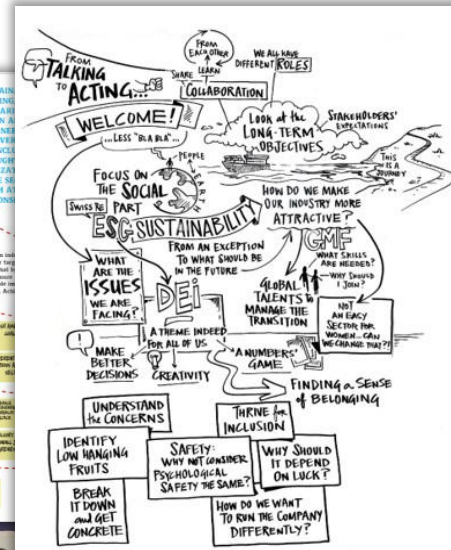 FROM
TALKING
TO ACTING...
FROM
EACH OTHER
SHARE LEARN
WE ALL HAVE
DIFFERENT ROLES
COLLABORATION
WELCOME!
...LESS "BLA BLA"...
Look at the
LONG-TERM
OBJECTIVES
STAKEHOLDERS'
EXPECTATIONS
THIS
IS A
JOURNEY
PEOPLE
EARTH
FOCUS ON
THE SOCIAL
PART
SWISS RE
ESG SUSTAINABILITY
HOW DO WE MAKE
OUR INDUSTRY MORE
ATTRACTIVE?
FROM AN EXCEPTION
TO WHAT SHOULD BE
IN THE FUTURE
GMF
WHAT SKILLS
ARE NEEDED?
WHY SHOULD
I JOIN?
WHAT
ARE THE
ISSUES
WE ARE
FACING?
DEi
A THEME INDEED
FOR ALL OF US
GLOBAL
TALENTS TO
MANAGE THE
TRANSITION
NOT
AN EASY
SECTOR FOR
WOMEN... CAN
WE CHANGE THAT?!
!
MAKE
BETTER
DECISIONS
CREATIVITY
A NUMBERS'
GAME
FINDING a SENSE
of BELONGING
UNDERSTAND
THE CONCERNS
THRIVE for
INCLUSION
IDENTIFY
LOW HANGING
FRUITS
SAFETY:
WHY NOT CONSIDER
PSYCHOLOGICAL
SAFETY THE SAME?
WHY SHOULD
IT DEPEND
ON LUCK?
BREAK
IT DOWN
and GET
CONCRETE
HOW DO WE WANT
TO RUN THE COMPANY
DIFFERENTLY?